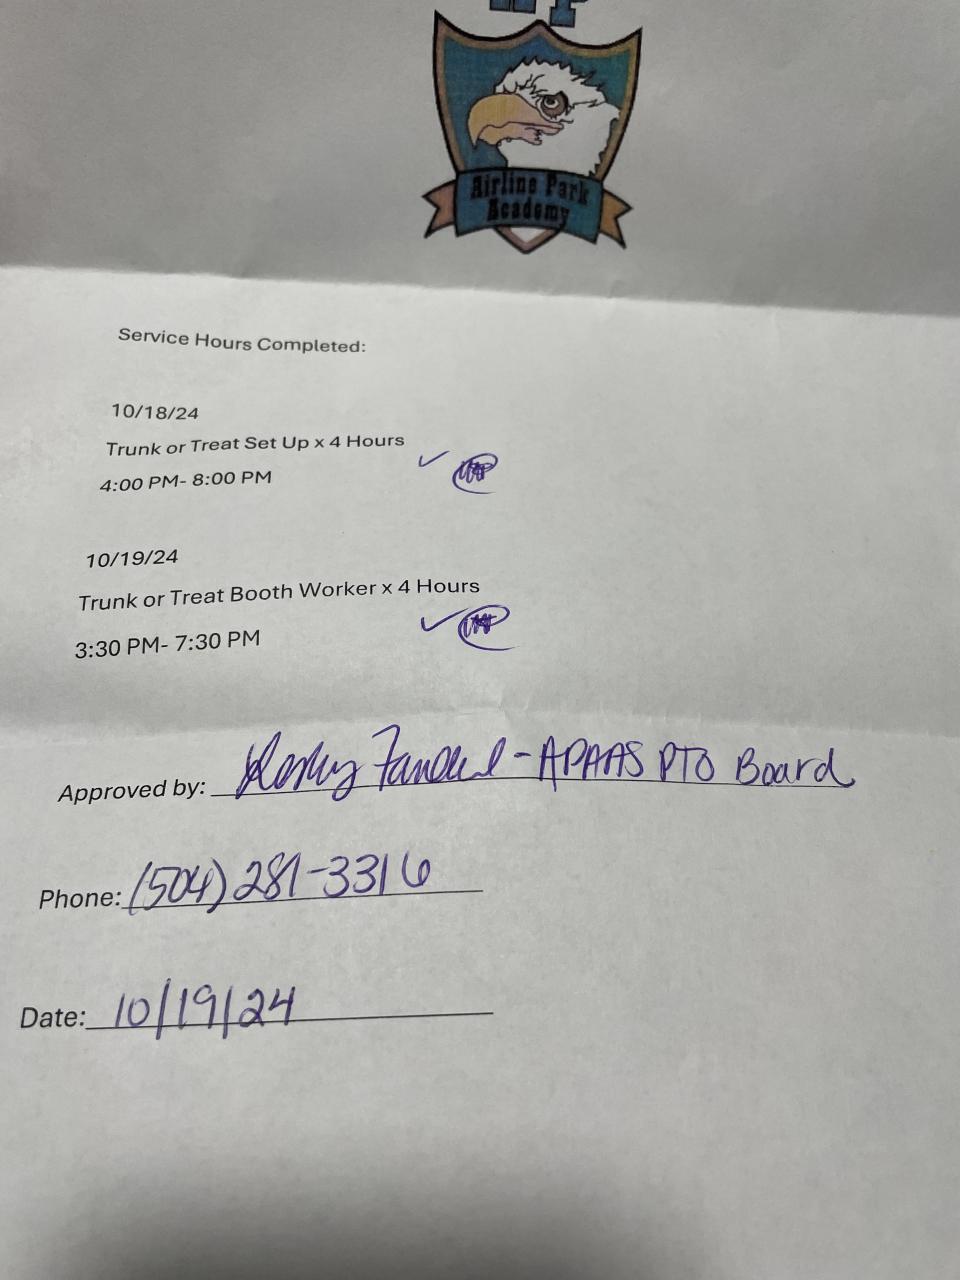 AP
Airline Park
Academy
Service Hours Completed:
10/18/24
Trunk or Treat Set Up x 4 Hours
4:00 PM- 8:00 PM
10/19/24
Trunk or Treat Booth Worker x 4 Hours
3:30 PM- 7:30 PM
Approved by: - APAAS PTO Board
Phone: (504) 281-3316
Date: 10/19/24